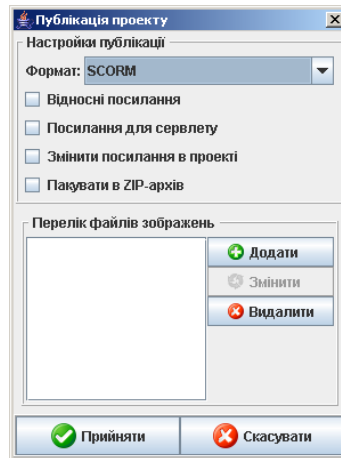 Публікація проекту
Настройки публікації
Формат: SCORM
Відносні посилання
Посилання для сервлету
Змінити посилання в проекті
Пакувати в ZIP-архів
Перелік файлів зображень
Додати
Змінити
Видалити
Прийняти
Скасувати